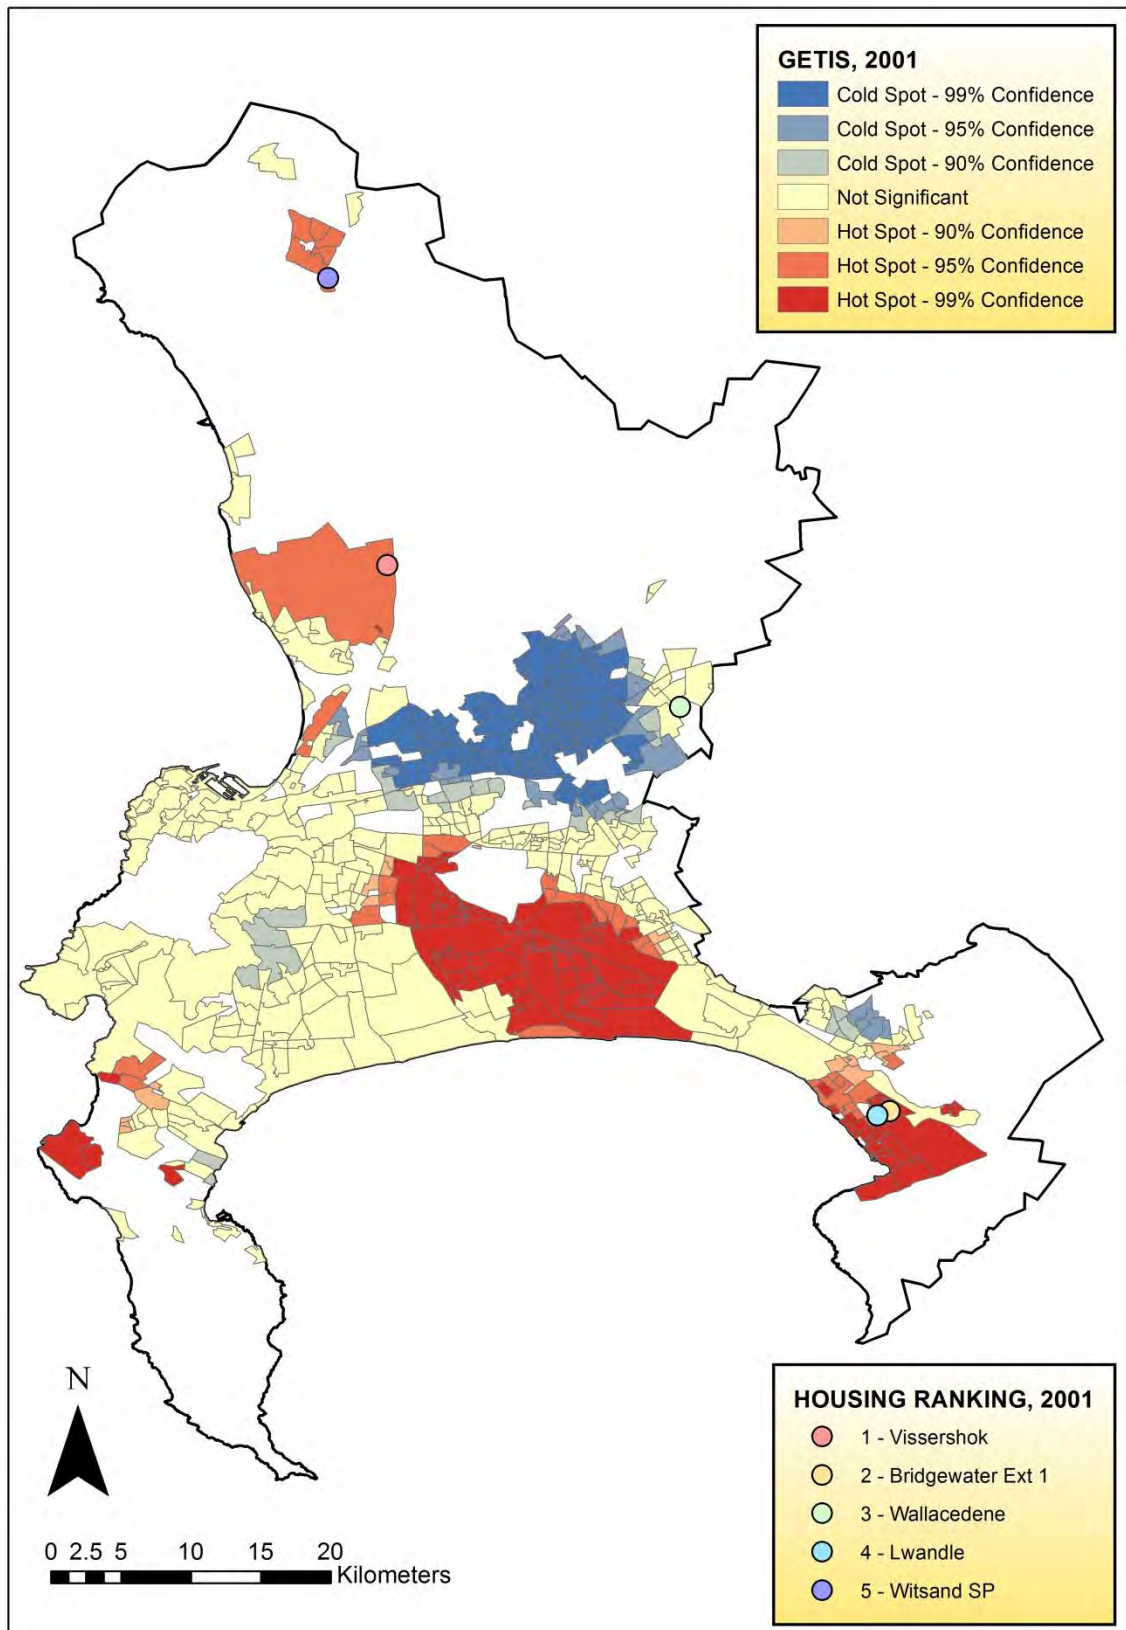 GETIS, 2001
Cold Spot - 99% Confidence
Cold Spot - 95% Confidence
Cold Spot - 90% Confidence
Not Significant
Hot Spot - 90% Confidence
Hot Spot - 95% Confidence
Hot Spot - 99% Confidence
N
0 2.5 5 10 15 20
Kilometers
HOUSING RANKING, 2001
1 - Vissershok
2 - Bridgewater Ext 1
3 - Wallacedene
4 - Lwandle
5 - Witsand SP